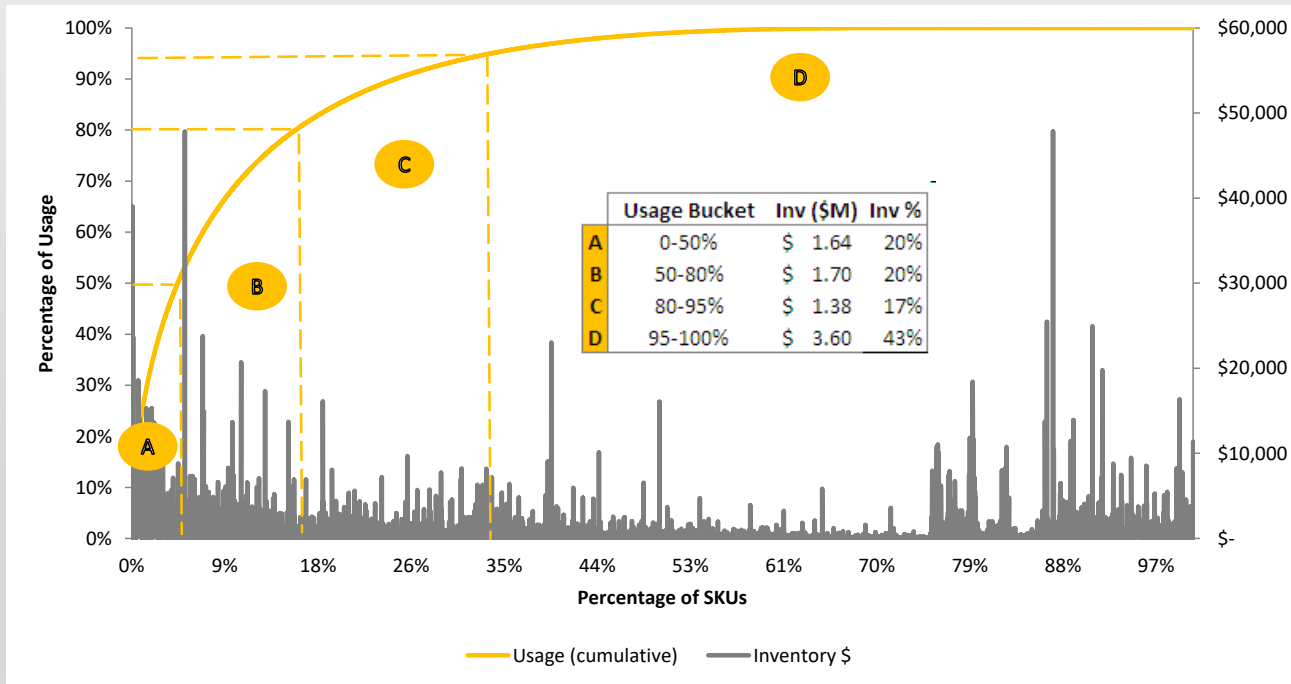 100%
90%
80%
70%
60%
50%
40%
30%
20%
10%
0%
Percentage of Usage
$60,000
$50,000
$40,000
$30,000
$20,000
$10,000
$-
A
B
C
D
Usage Bucket Inv ($M) Inv %
A 0-50% $ 1.64 20%
B 50-80% $ 1.70 20%
C 80-95% $ 1.38 17%
D 95-100% $ 3.60 43%
0% 9% 18% 26% 35% 44% 53% 61% 70% 79% 88% 97%
Percentage of SKUs
Usage (cumulative) Inventory $